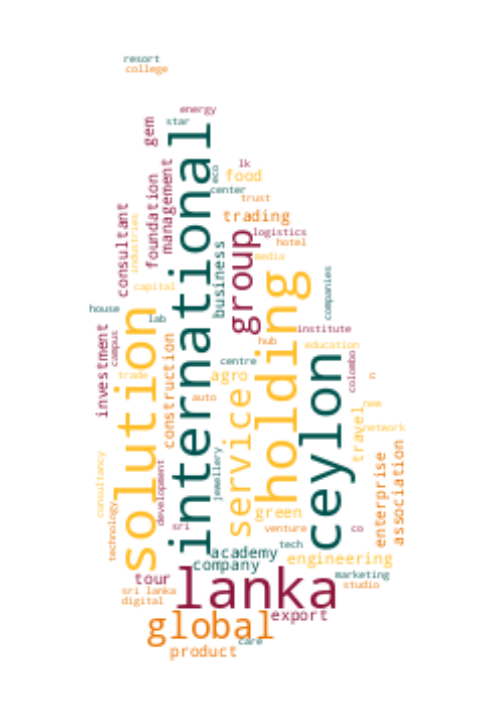 resort
college
energy
star
gem
international
lk
eco
food
center
trust
management
foundation
consultant
trading
logistics
group
hotel
industries
business
media
holding
capital
companies
house
lab
solution
institute
investment
campus
construction
hub
education
centre
ceylon
colombo
trade
agro
n
service
auto
new
travel
network
jewellery
association
enterprise
consultancy
development
technology
green
sri
venture
co
tech
academy
company
engineering
tour
lanka
marketing
studio
sri lanka
digital
global
export
care
product